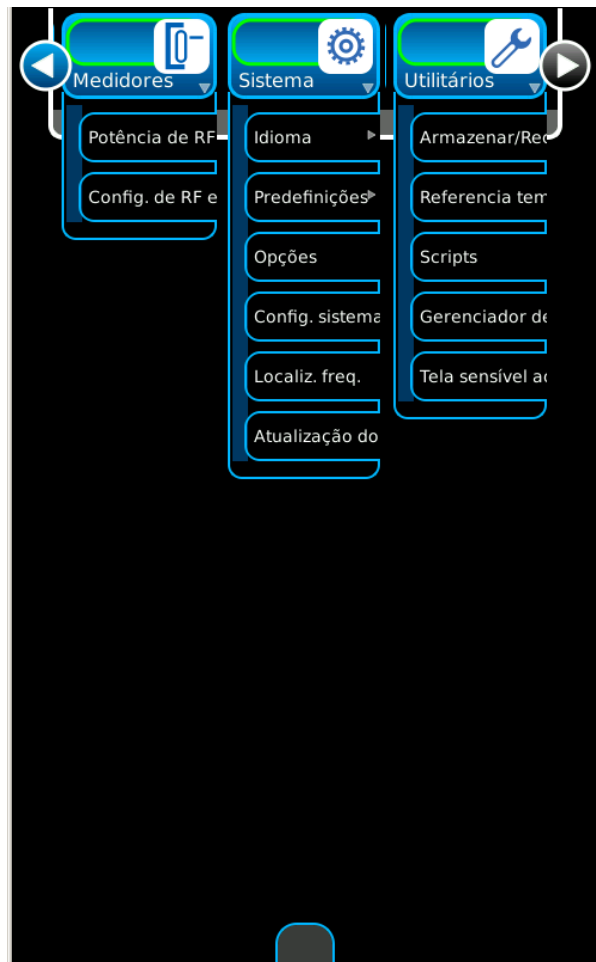 Medidores
Potência de RF
Config. de RF e
Sistema
Idioma
Predefinições
Opções
Config. sistema
Localiz. freq.
Atualização do
Utilitários
Armazenar/Rec
Referencia tem
Scripts
Gerenciador de
Tela sensível